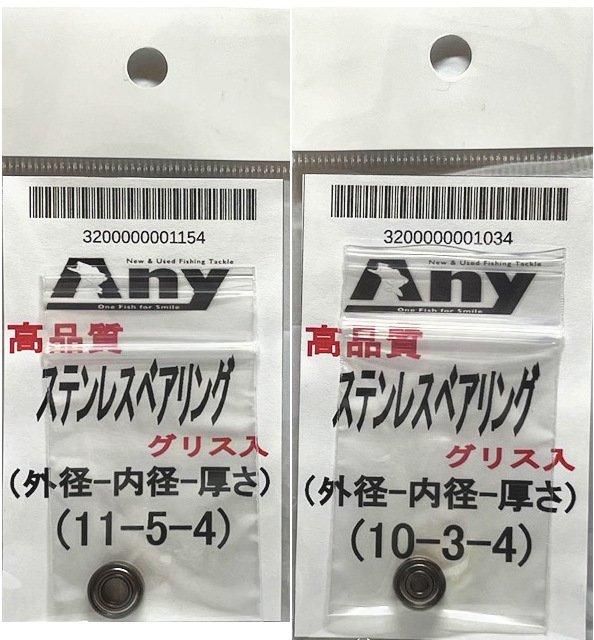 3200000001154
New & Used Fishing Tackle
Any
One Fish for Smile
高品質
ステンレスベアリング
グリス入
(外径-内径-厚さ)
(11-5-4)
3200000001034
New & Used Fishing Tackle
Any
One Fish for Smile
高品質
ステンレスベアリング
グリス入
(外径-内径-厚さ)
(10-3-4)